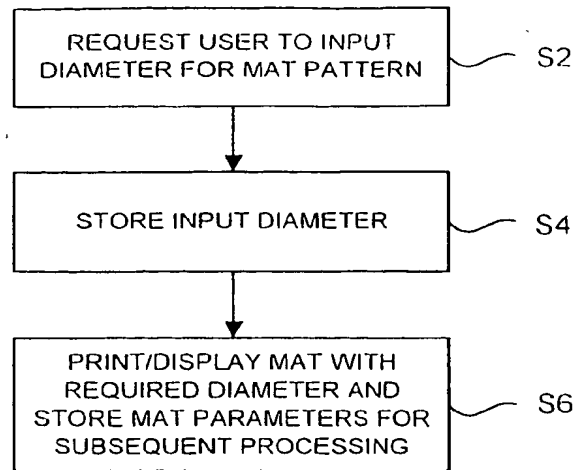 REQUEST USER TO INPUT
DIAMETER FOR MAT PATTERN
S2
STORE INPUT DIAMETER
S4
PRINT/DISPLAY MAT WITH
REQUIRED DIAMETER AND
STORE MAT PARAMETERS FOR
SUBSEQUENT PROCESSING
S6